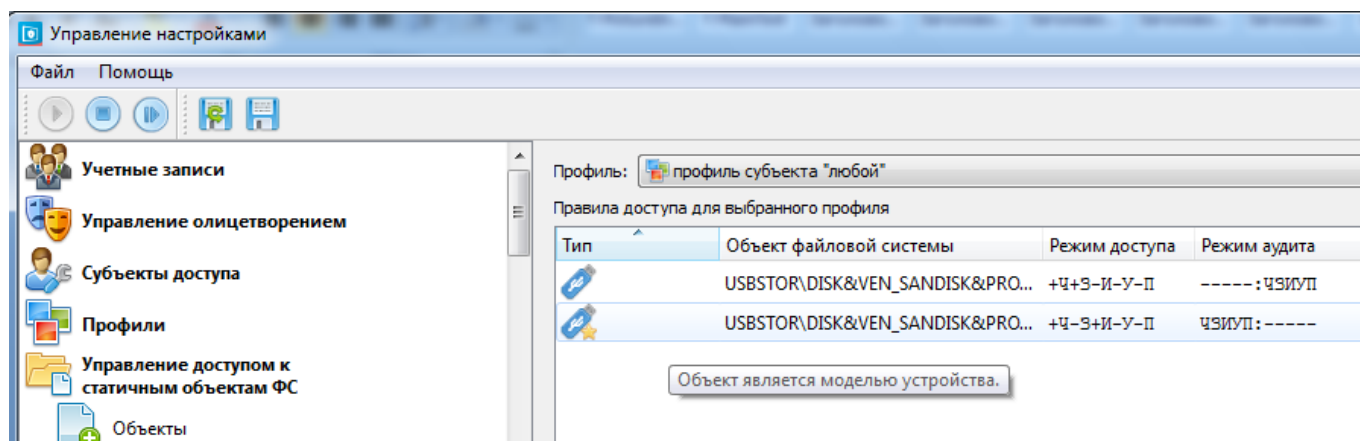 Управление настройками
Файл Помощь
Учетные записи
Управление олицетворением
Субъекты доступа
Профили
Управление доступом к
статичным объектам ФС
Объекты
Профиль: профиль субъекта "любой"
Правила доступа для выбранного профиля
Тип Объект файловой системы Режим доступа Режим аудита
USBSTOR\DISK&VEN_SANDISK&PRO... +Ч+З-И-У-П -----:ЧЗИУП
USBSTOR\DISK&VEN_SANDISK&PRO... +Ч-З+И-У-П ЧЗИУП:-----
Объект является моделью устройства.